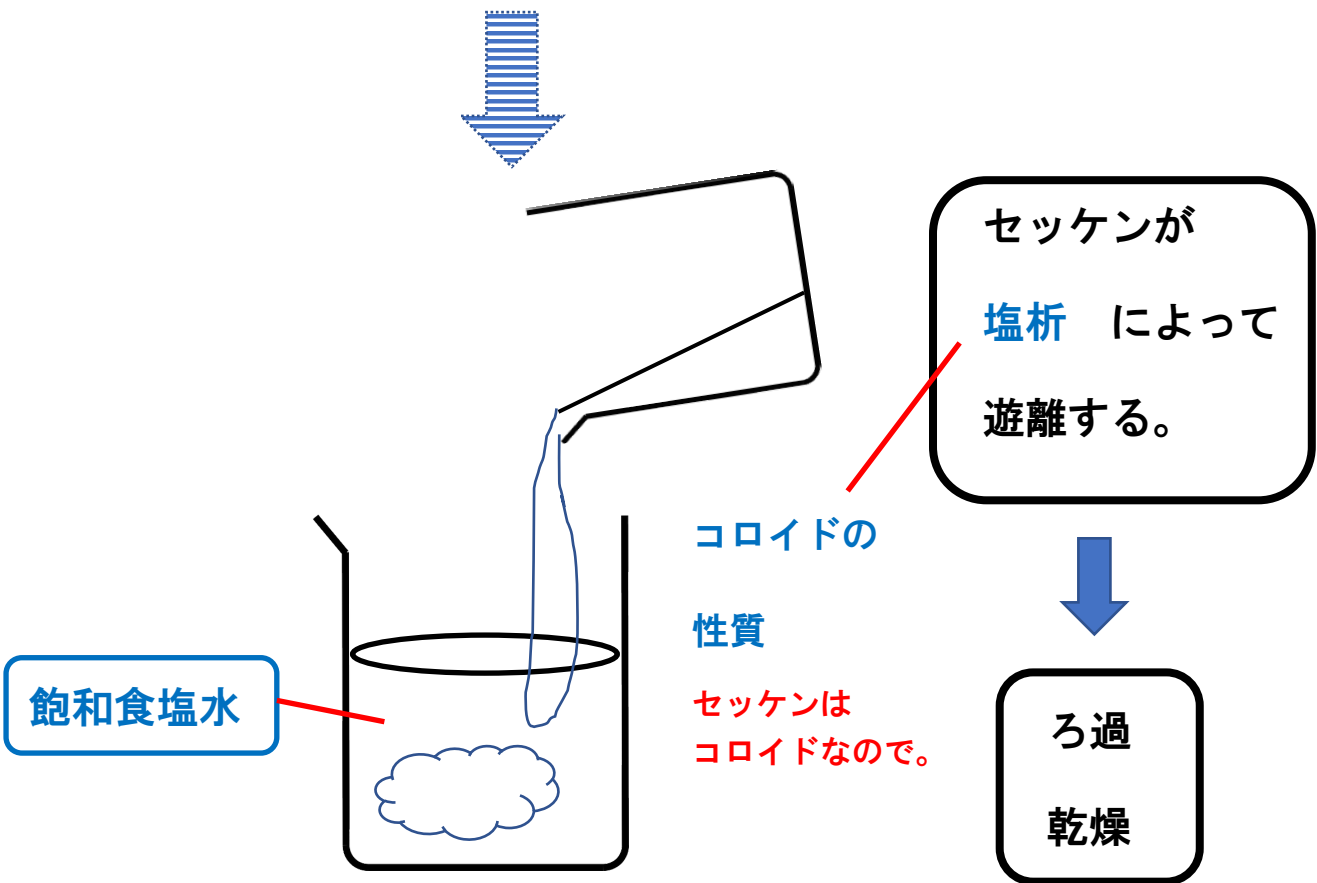 セッケンが
塩析　によって
遊離する。
コロイドの
性質
セッケンは
コロイドなので。
飽和食塩水
ろ過
乾燥